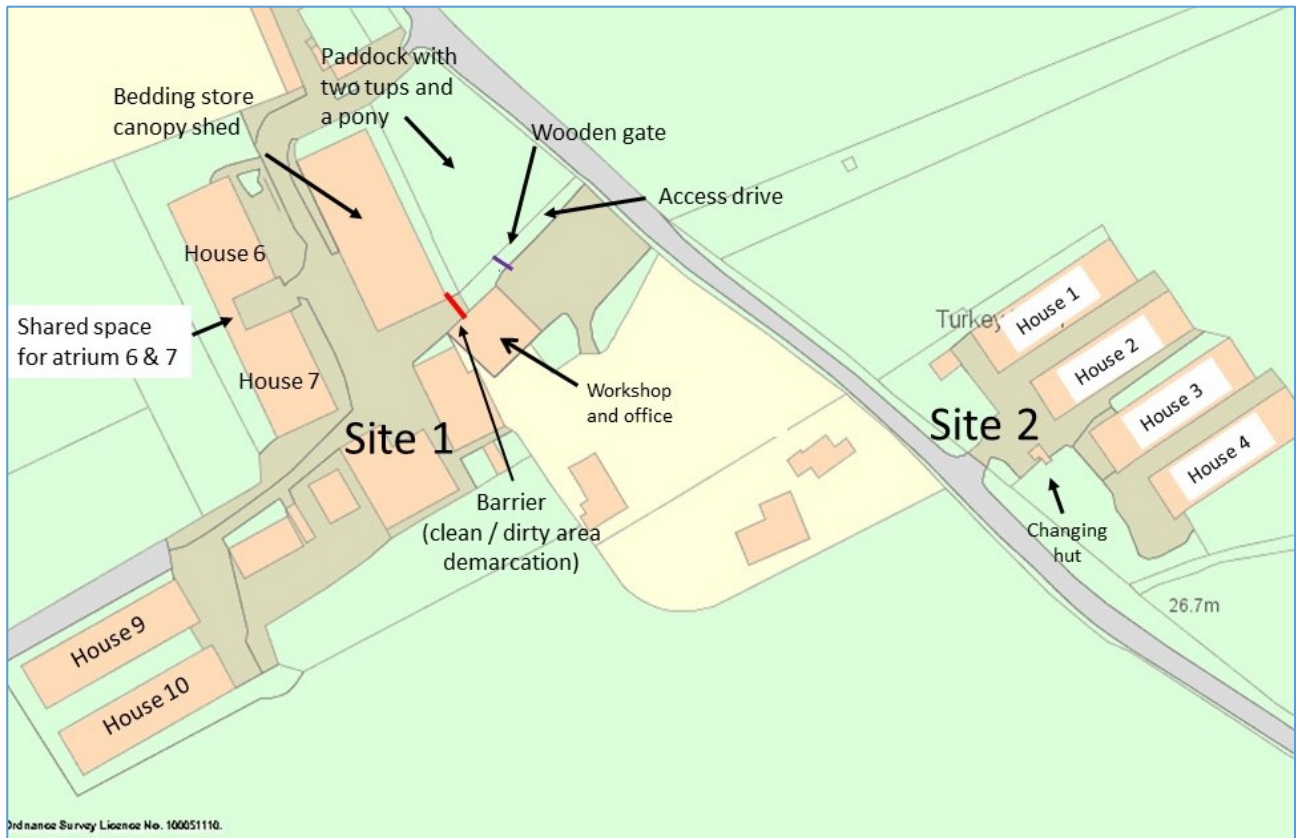 Paddock with
two tups and
a pony
Bedding store
canopy shed
Wooden gate
Access drive
House 6
Shared space
for atrium 6 & 7
House 7
Workshop
and office
Site 1
Barrier
(clean / dirty area
demarcation)
House 9
House 10
Turkey
House 1
House 2
House 3
House 4
Site 2
Changing
hut
26.7m
Ordnance Survey Licence No. 100051110.